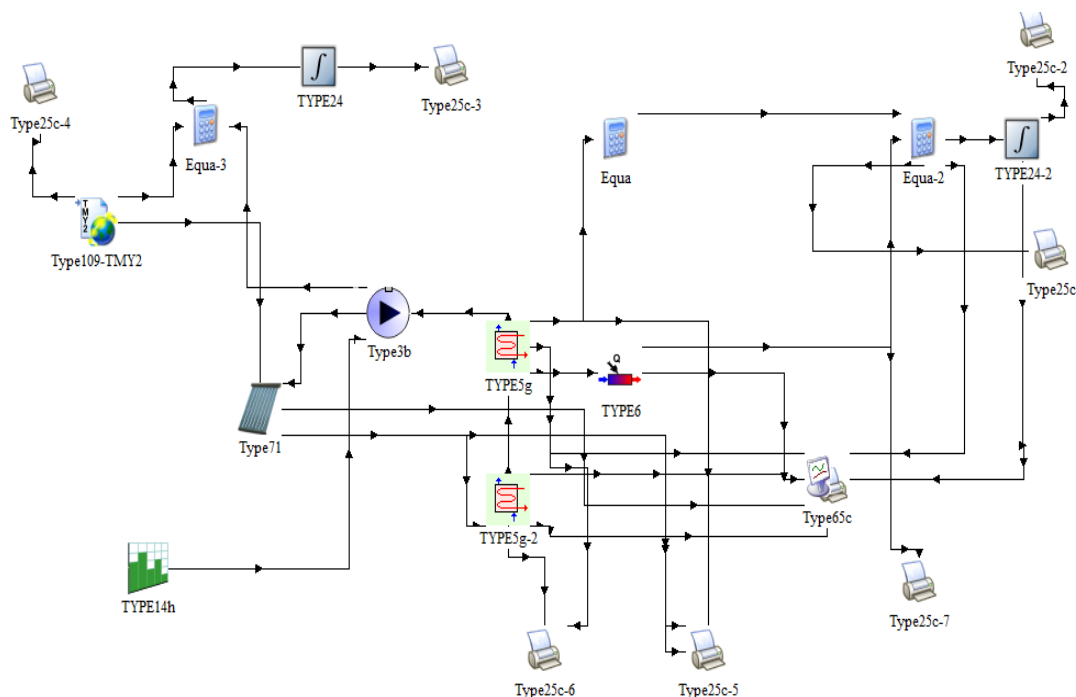 Type25c-2
Type25c-4
TYPE24
Type25c-3
Equa-3
Equa
Equa-2
TYPE24-2
TMY2
Type109-TMY2
Type25c
Type3b
Q
TYPE5g
TYPE6
Type71
Type65c
TYPE5g-2
TYPE14h
Type25c-7
Type25c-6
Type25c-5